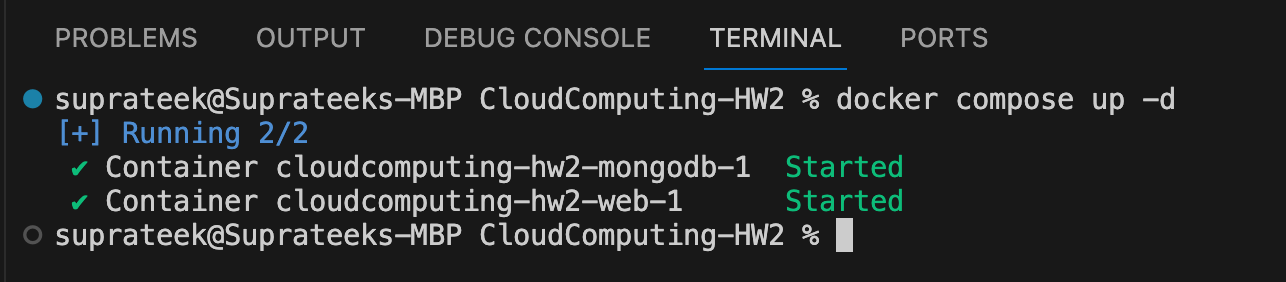 PROBLEMS OUTPUT DEBUG CONSOLE TERMINAL PORTS
suprateek@Suprateeks-MBP CloudComputing-HW2 % docker compose up -d
[+] Running 2/2
✔ Container cloudcomputing-hw2-mongodb-1 Started
✔ Container cloudcomputing-hw2-web-1 Started
suprateek@Suprateeks-MBP CloudComputing-HW2 %